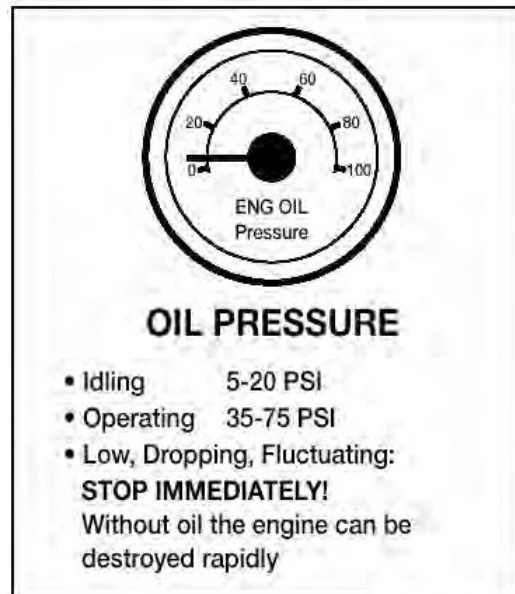 40 60
20 80
0 100
ENG OIL
Pressure
OIL PRESSURE
• Idling 5-20 PSI
• Operating 35-75 PSI
• Low, Dropping, Fluctuating:
STOP IMMEDIATELY!
Without oil the engine can be
destroyed rapidly